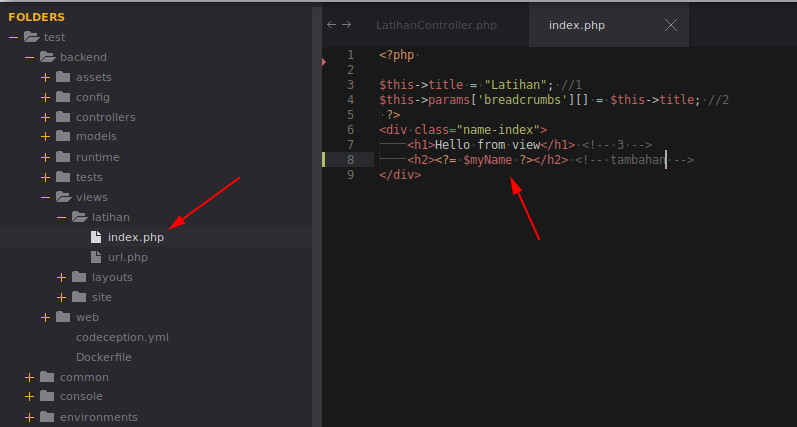 FOLDERS
test
backend
assets
config
controllers
models
runtime
tests
views
latihan
index.php
url.php
layouts
site
web
codeception.yml
Dockerfile
common
console
environments
LatihanController.php
index.php
1 <?php
2
3 $this->title = "Latihan"; //1
4 $this->params['breadcrumbs'][] = $this->title; //2
5 ?>
6 <div class="name-index">
7 <h1>Hello from view</h1> <!-- 3 -->
8 <h2><?= $myName ?></h2> <!-- tambahan -->
9 </div>